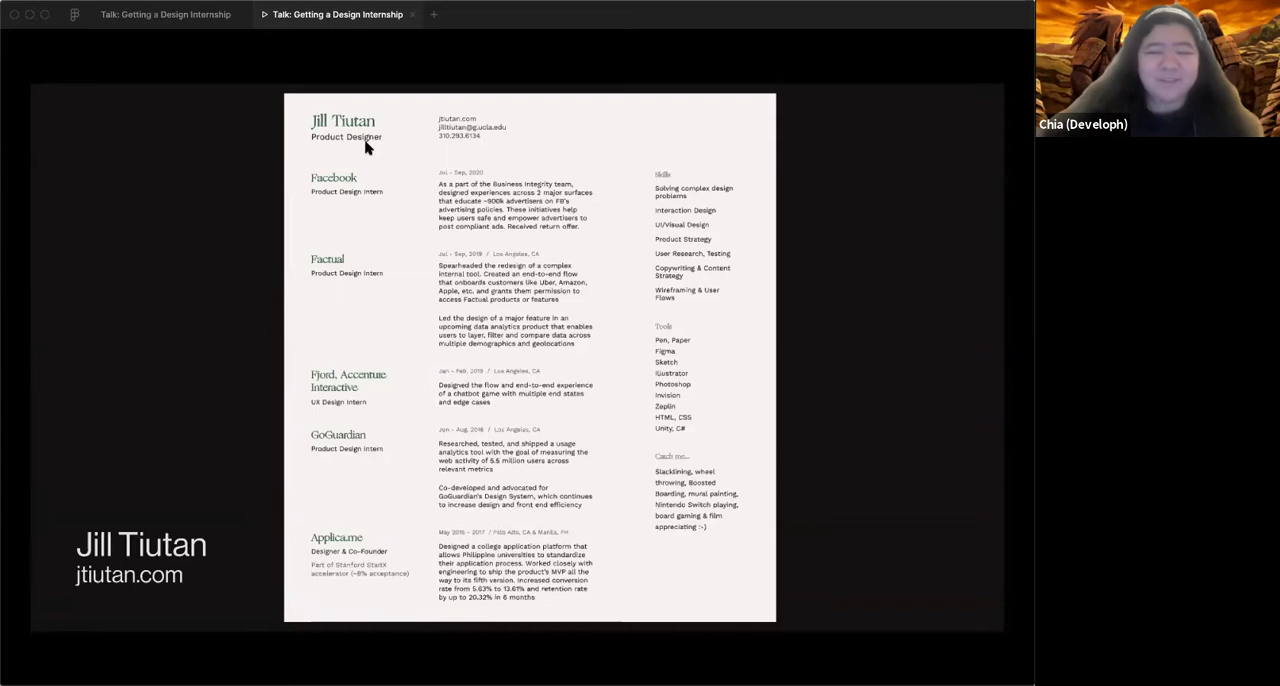 Talk: Getting a Design Internship
Talk: Getting a Design Internship
Chia (Developh)
Jill Tiutan
Product Designer
jtiutan.com
jilltiutan@g.ucla.edu
310.293.6134
Facebook
Product Design Intern
Jul - Sep, 2020
As a part of the Business Integrity team,
designed experiences across 2 major surfaces
that educate ~900k advertisers on FB's
advertising policies. These initiatives help
keep users safe and empower advertisers to
post compliant ads. Received return offer.
Factual
Product Design Intern
Jul - Sep, 2019 / Los Angeles, CA
Spearheaded the redesign of a complex
internal tool. Created an end-to-end flow
that onboards customers like Uber, Amazon,
Apple, etc. and grants them permission to
access Factual products or features
Led the design of a major feature in an
upcoming data analytics product that enables
users to layer, filter and compare data across
multiple demographics and geolocations
Fjord, Accenture
Interactive
UX Design Intern
Jan - Feb, 2019 / Los Angeles, CA
Designed the flow and end-to-end experience
of a chatbot game with multiple end states
and edge cases
GoGuardian
Product Design Intern
Jun - Aug, 2018 / Los Angeles, CA
Researched, tested, and shipped a usage
analytics tool with the goal of measuring the
web activity of 5.5 million users across
relevant metrics
Co-developed and advocated for
GoGuardian's Design System, which continues
to increase design and front end efficiency
Applica.me
Designer & Co-Founder
Part of Stanford StartX
accelerator (~8% acceptance)
May 2015 - 2017 / Palo Alto, CA & Manila, PH
Designed a college application platform that
allows Philippine universities to standardize
their application process. Worked closely with
engineering to ship the product's MVP all the
way to its fifth version. Increased conversion
rate from 5.63% to 13.61% and retention rate
by up to 20.32% in 6 months
Skills
Solving complex design
problems
Interaction Design
UI/Visual Design
Product Strategy
User Research, Testing
Copywriting & Content
Strategy
Wireframing & User
Flows
Tools
Pen, Paper
Figma
Sketch
Illustrator
Photoshop
Invision
Zeplin
HTML, CSS
Unity, C#
Catch me...
Slacklining, wheel
throwing, Boosted
Boarding, mural painting,
Nintendo Switch playing,
board gaming & film
appreciating :-)
Jill Tiutan
jtiutan.com